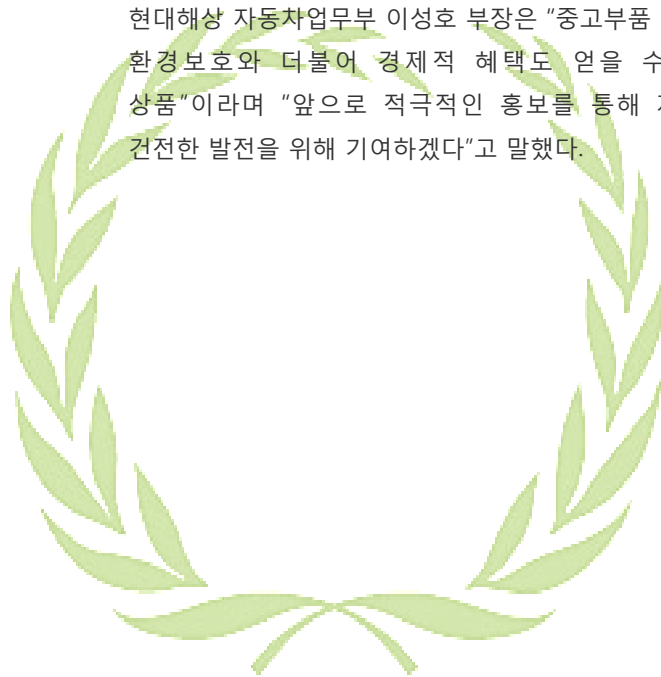 현대해상 자동차업무부 이성호 부장은 "중고부품
환경보호와 더불어 경제적 혜택도 얻을 수
상품"이라며 "앞으로 적극적인 홍보를 통해
건전한 발전을 위해 기여하겠다"고 말했다.